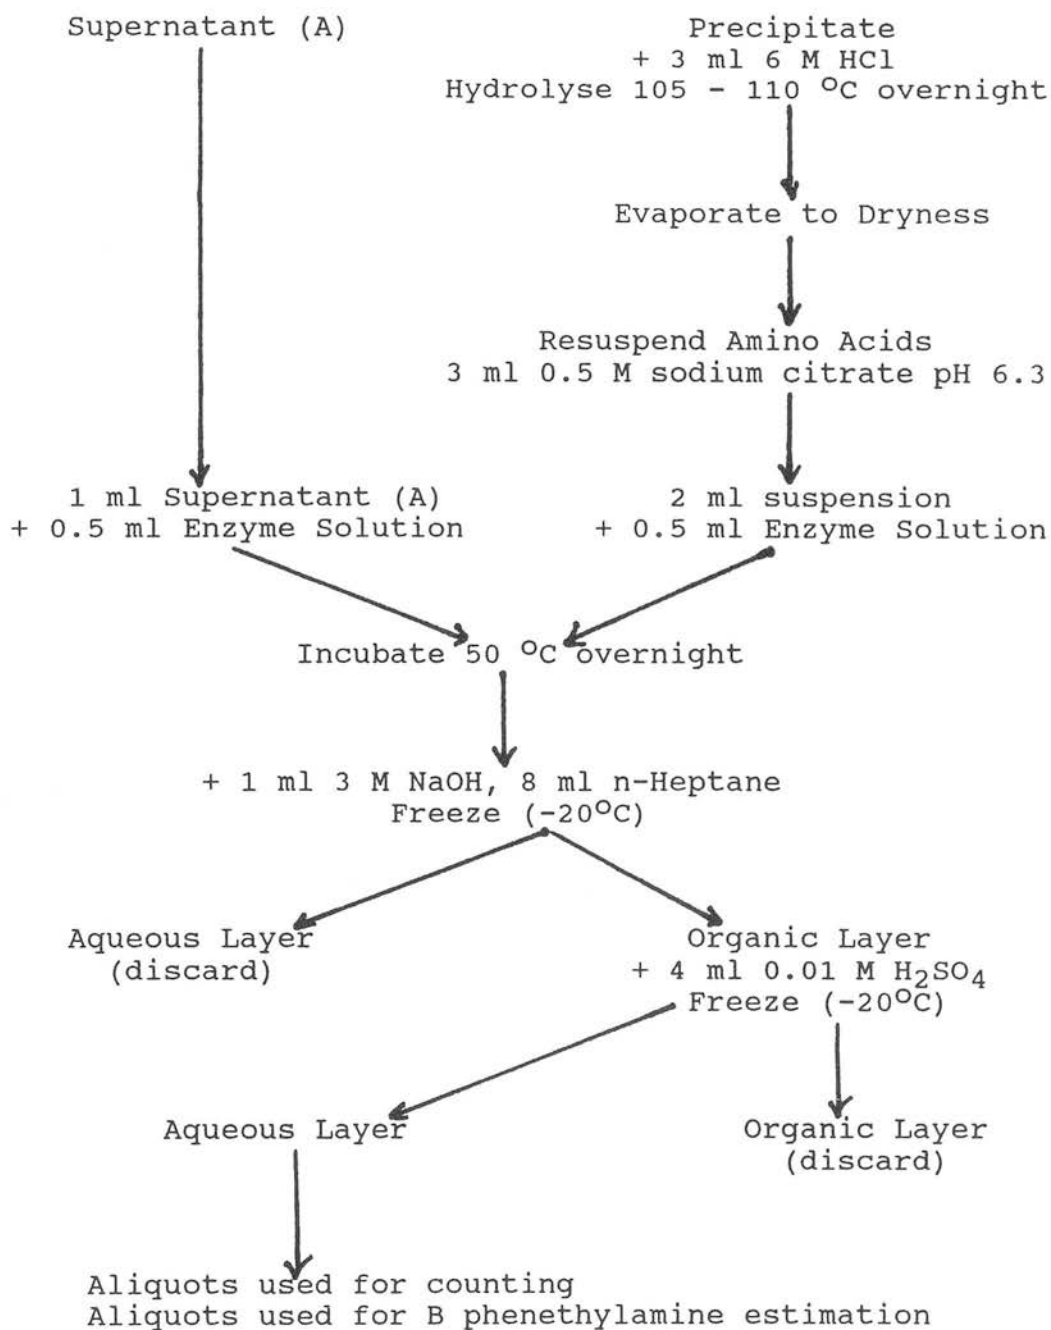 Supernatant (A)
Precipitate
+ 3 ml 6 M HCl
Hydrolyse 105 - 110 °C overnight
Evaporate to Dryness
Resuspend Amino Acids
3 ml 0.5 M sodium citrate pH 6.3
1 ml Supernatant (A)
+ 0.5 ml Enzyme Solution
2 ml suspension
+ 0.5 ml Enzyme Solution
Incubate 50 °C overnight
+ 1 ml 3 M NaOH, 8 ml n-Heptane
Freeze (-20°C)
Aqueous Layer
(discard)
Organic Layer
+ 4 ml 0.01 M H₂SO₄
Freeze (-20°C)
Aqueous Layer
Organic Layer
(discard)
Aliquots used for counting
Aliquots used for B phenethylamine estimation